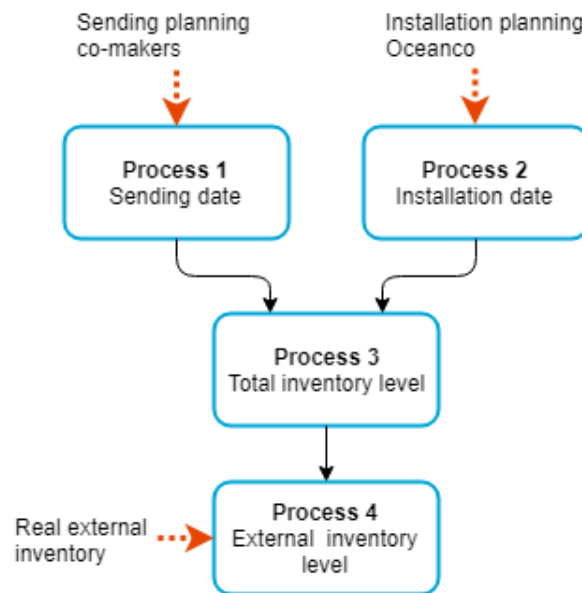 Sending planning
co-makers
Installation planning
Oceanco
Process 1
Sending date
Process 2
Installation date
Process 3
Total inventory level
Process 4
External inventory
level
Real external
inventory